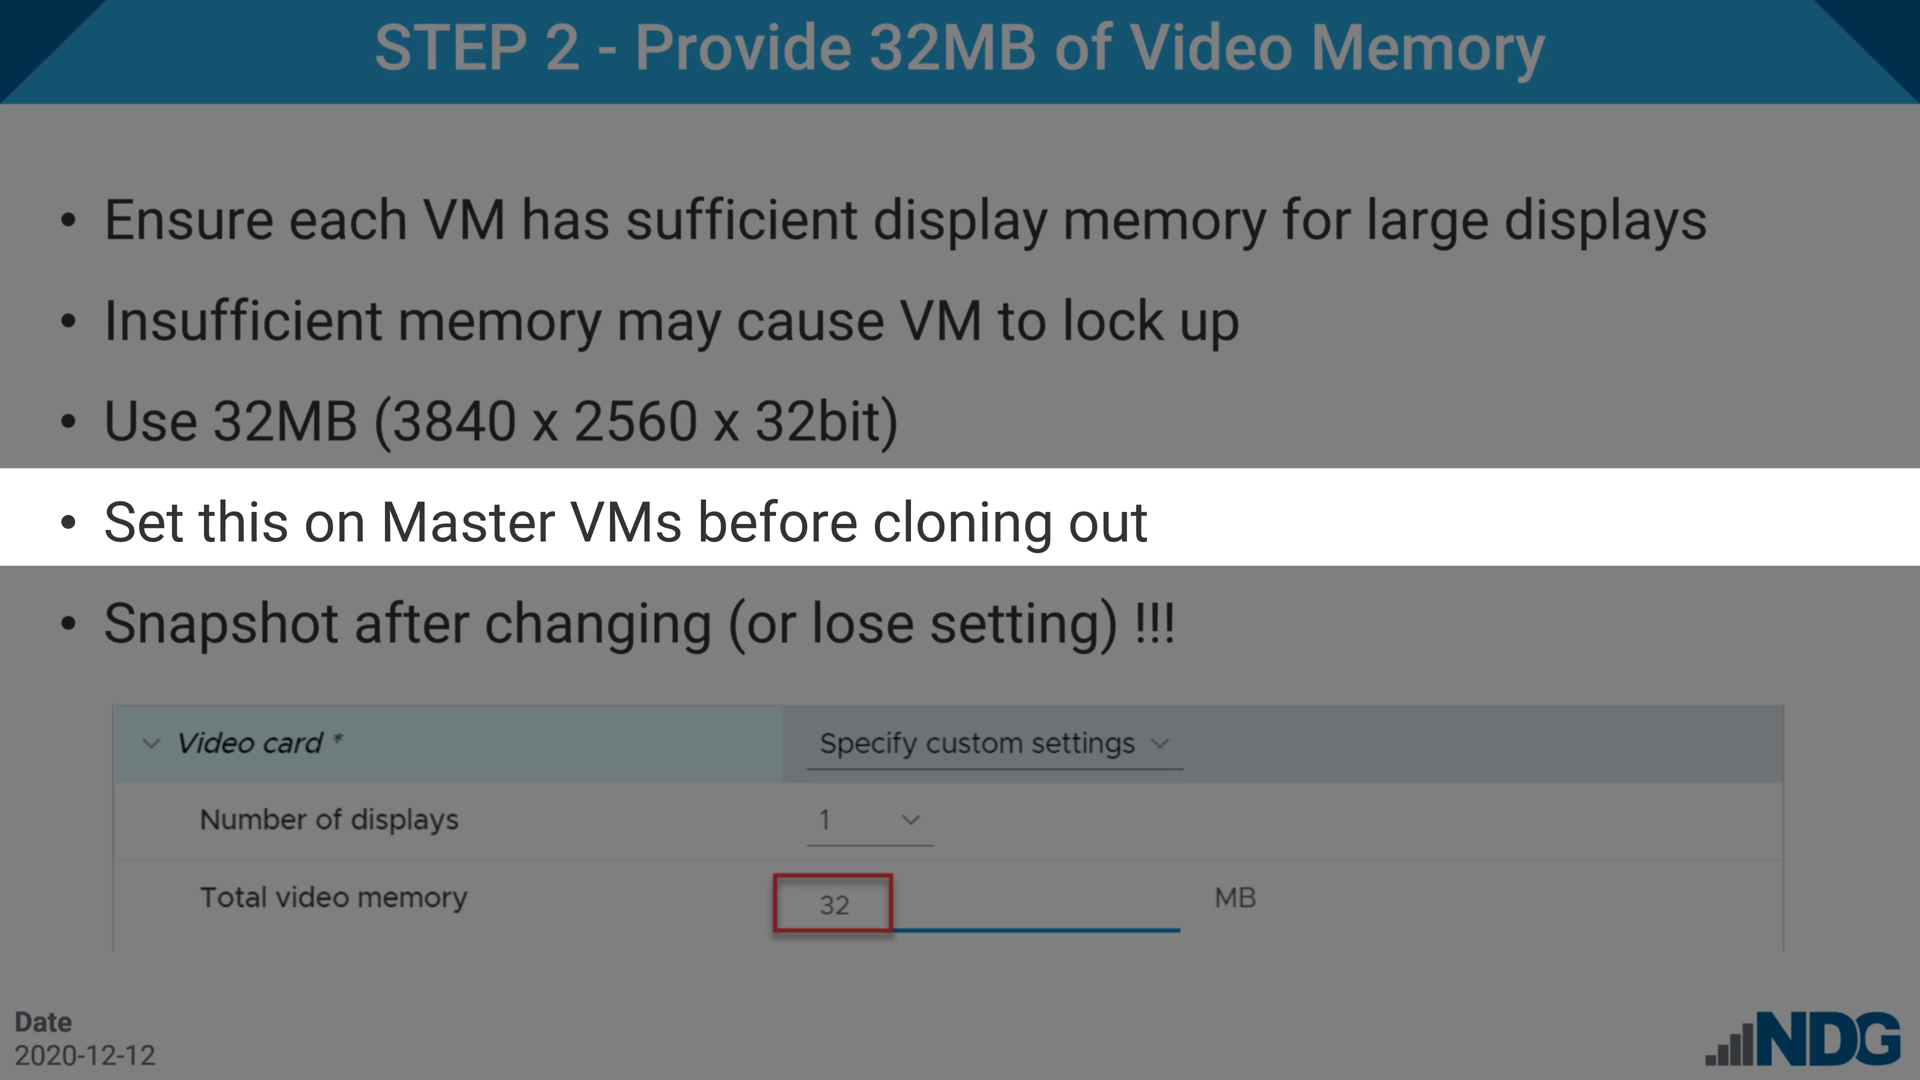 STEP 2 - Provide 32MB of Video Memory
• Ensure each VM has sufficient display memory for large displays
• Insufficient memory may cause VM to lock up
• Use 32MB (3840 x 2560 x 32bit)
• Set this on Master VMs before cloning out
• Snapshot after changing (or lose setting) !!!
Video card * Specify custom settings
Number of displays 1
Total video memory 32 MB
Date
2020-12-12
NDG